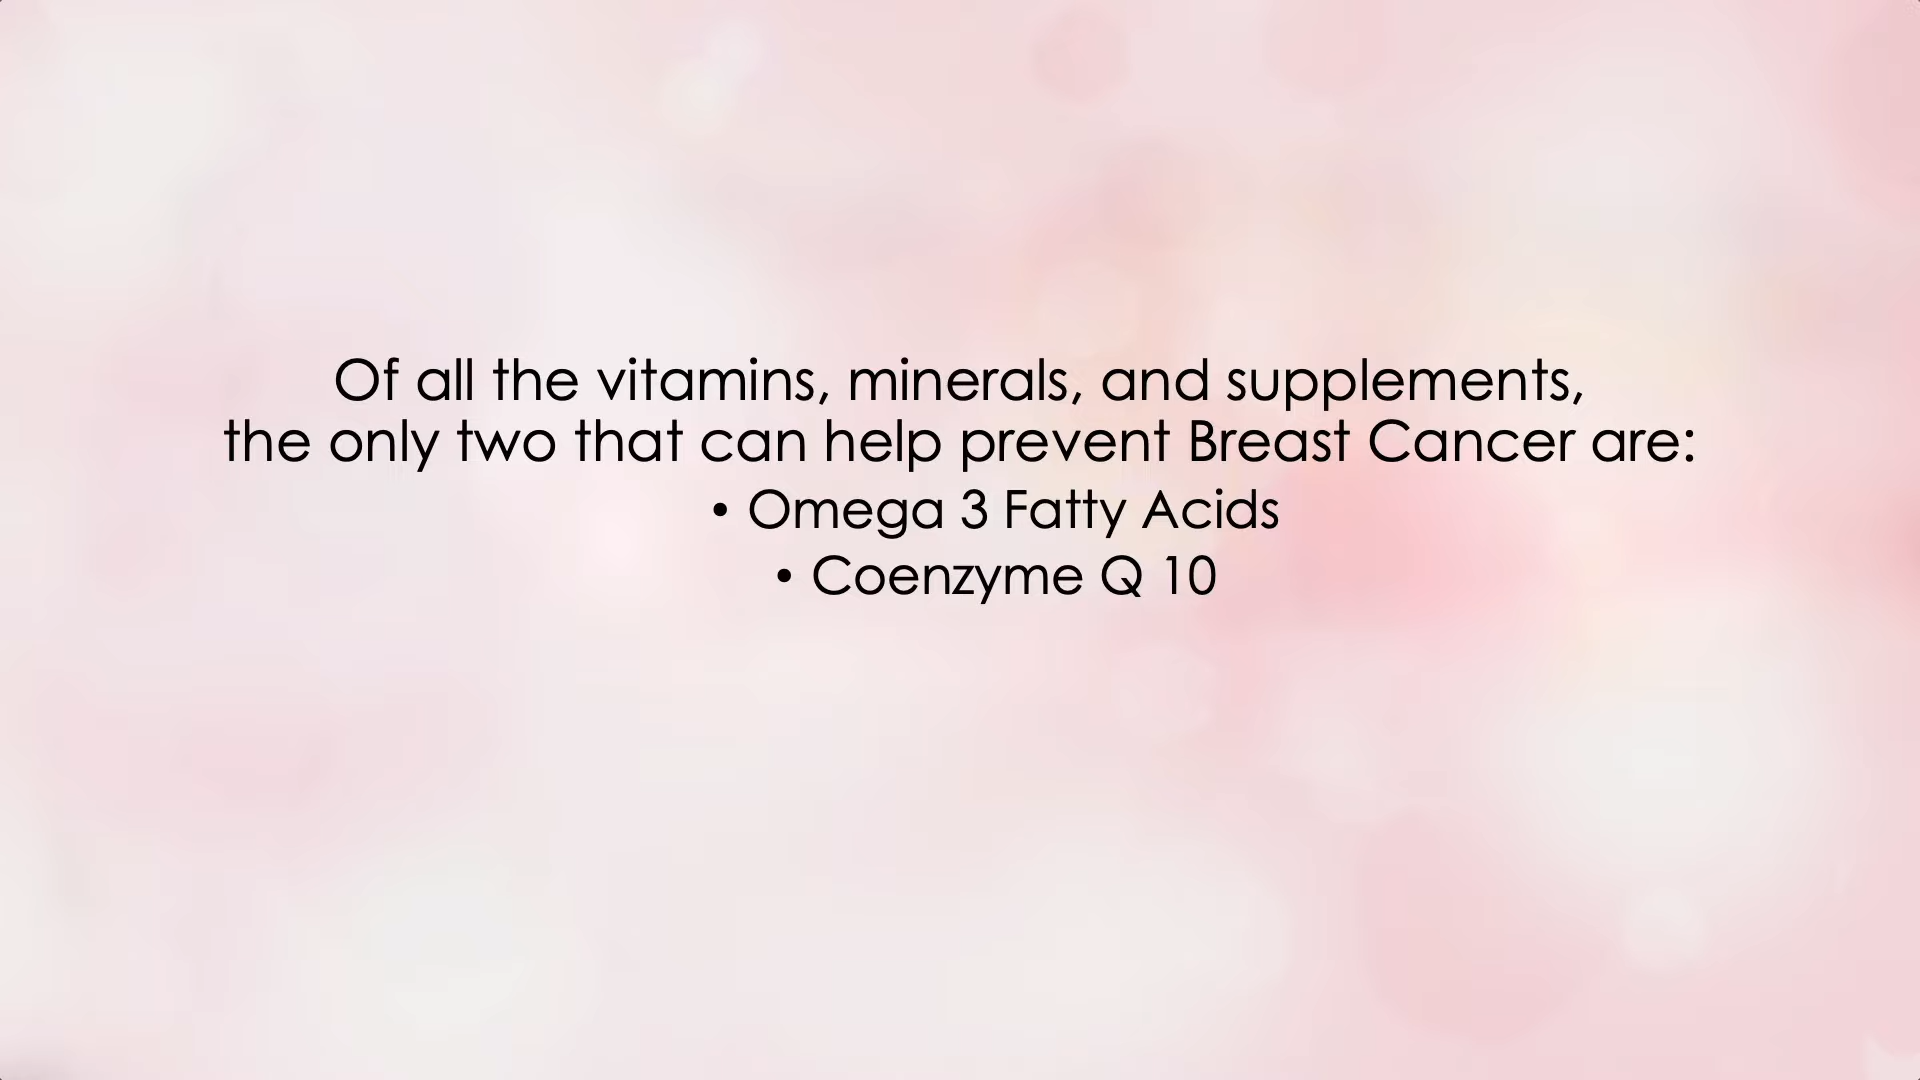 Of all the vitamins, minerals, and supplements,
the only two that can help prevent Breast Cancer are:
• Omega 3 Fatty Acids
• Coenzyme Q 10